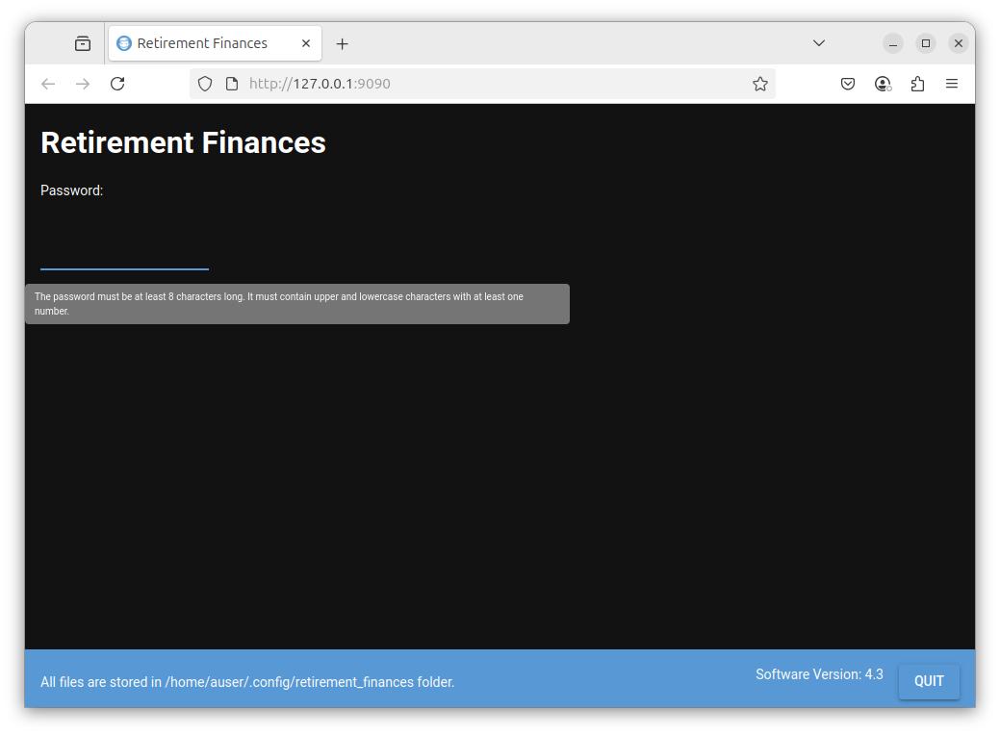 Retirement Finances
http://127.0.0.1:9090
Retirement Finances
Password:
The password must be at least 8 characters long. It must contain upper and lowercase characters with at least one
number.
All files are stored in /home/auser/.config/retirement_finances folder.
Software Version: 4.3
QUIT